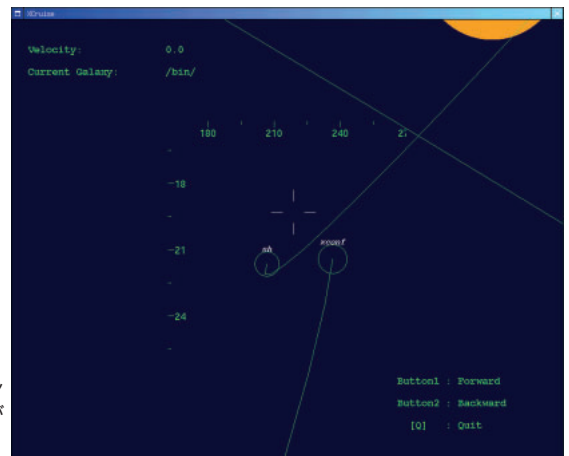 XCruise
Velocity: 0.0
Current Galaxy: /bin/
180 210 240
-18
-21
-24
sh
xconf
Button1 : Forward
Button2 : Backward
[Q] : Quit